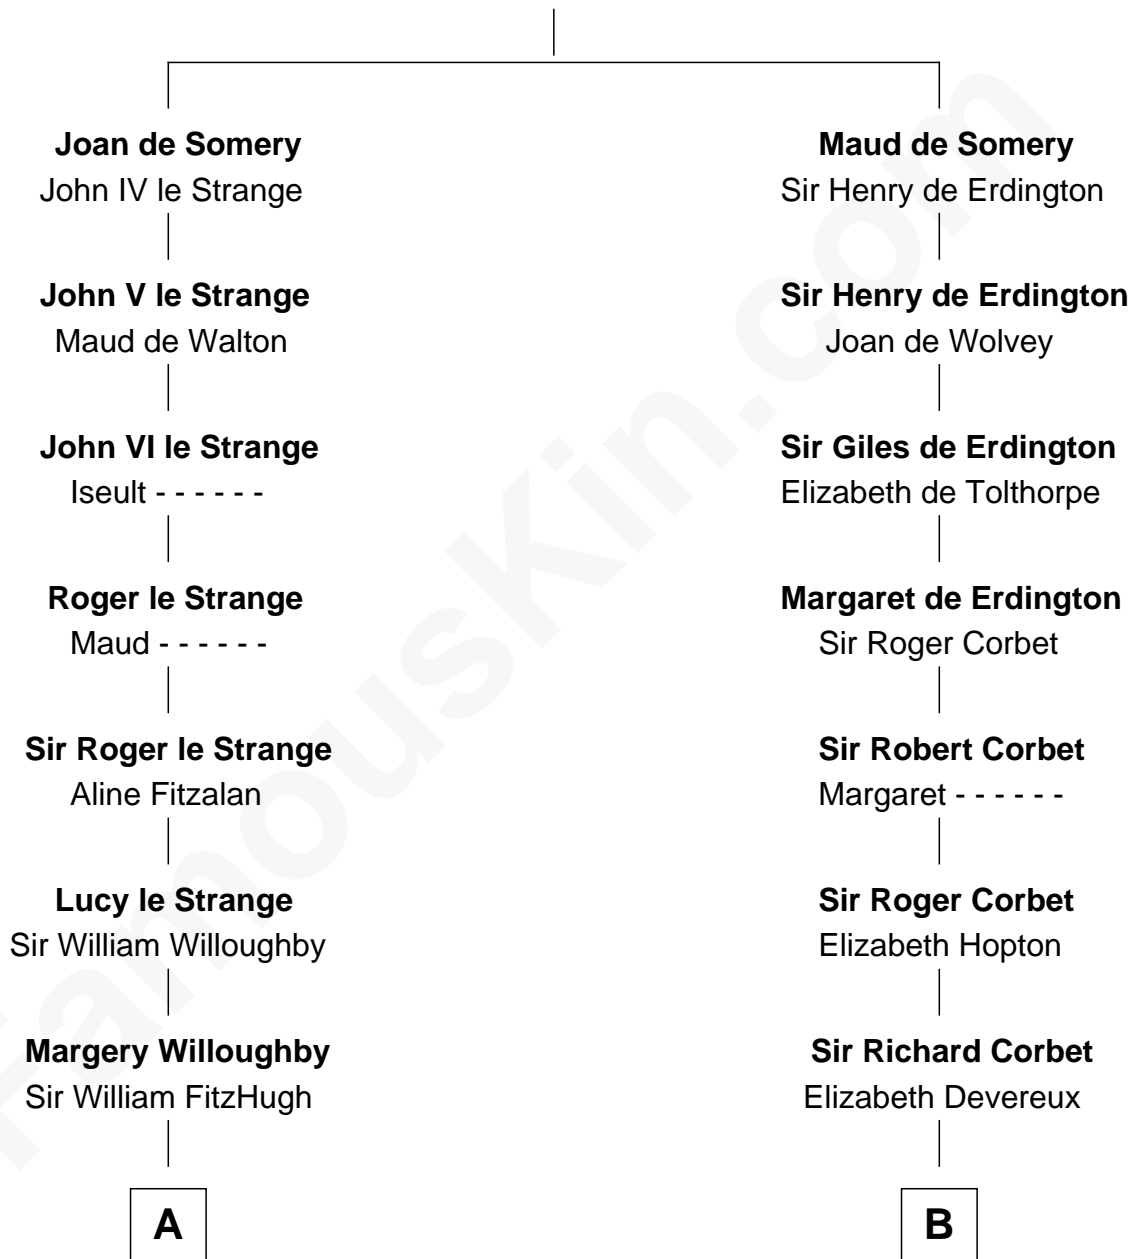 Joan de Somery
John IV le Strange
John V le Strange
Maud de Walton
John VI le Strange
Iseult - - - - - -
Roger le Strange
Maud - - - - - -
Sir Roger le Strange
Aline Fitzalan
Lucy le Strange
Sir William Willoughby
Margery Willoughby
Sir William FitzHugh
A
Maud de Somery
Sir Henry de Erdington
Sir Henry de Erdington
Joan de Wolvey
Sir Giles de Erdington
Elizabeth de Tolthorpe
Margaret de Erdington
Sir Roger Corbet
Sir Robert Corbet
Margaret - - - - - -
Sir Roger Corbet
Elizabeth Hopton
Sir Richard Corbet
Elizabeth Devereux
B
FamousKin.com